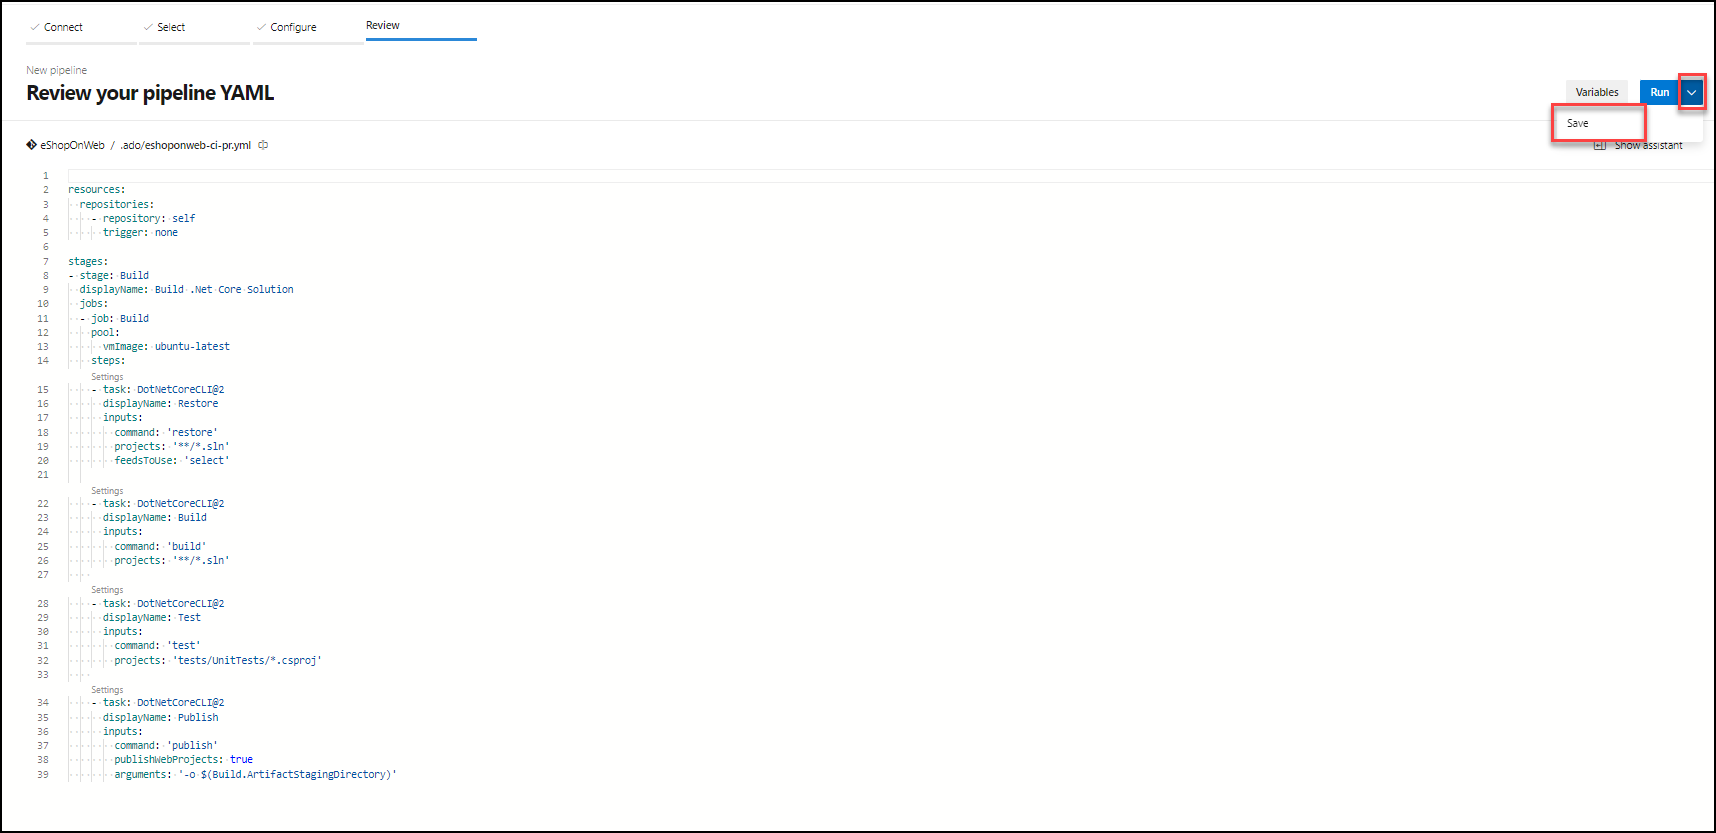 Connect
Select
Configure
Review
New pipeline
Review your pipeline YAML
Variables
Run
Save
eShopOnWeb / .ado/eshoponweb-ci-pr.yml
Show assistant
1
2 resources:
3 repositories:
4 - repository: self
5 trigger: none
6
7 stages:
8 - stage: Build
9 displayName: Build .Net Core Solution
10 jobs:
11 - job: Build
12 pool:
13 vmImage: ubuntu-latest
14 steps:
Settings
15 - task: DotNetCoreCLI@2
16 displayName: Restore
17 inputs:
18 command: 'restore'
19 projects: '**/*.sln'
20 feedsToUse: 'select'
21
Settings
22 - task: DotNetCoreCLI@2
23 displayName: Build
24 inputs:
25 command: 'build'
26 projects: '**/*.sln'
27
Settings
28 - task: DotNetCoreCLI@2
29 displayName: Test
30 inputs:
31 command: 'test'
32 projects: 'tests/UnitTests/*.csproj'
33
Settings
34 - task: DotNetCoreCLI@2
35 displayName: Publish
36 inputs:
37 command: 'publish'
38 publishWebProjects: true
39 arguments: '-o $(Build.ArtifactStagingDirectory)'